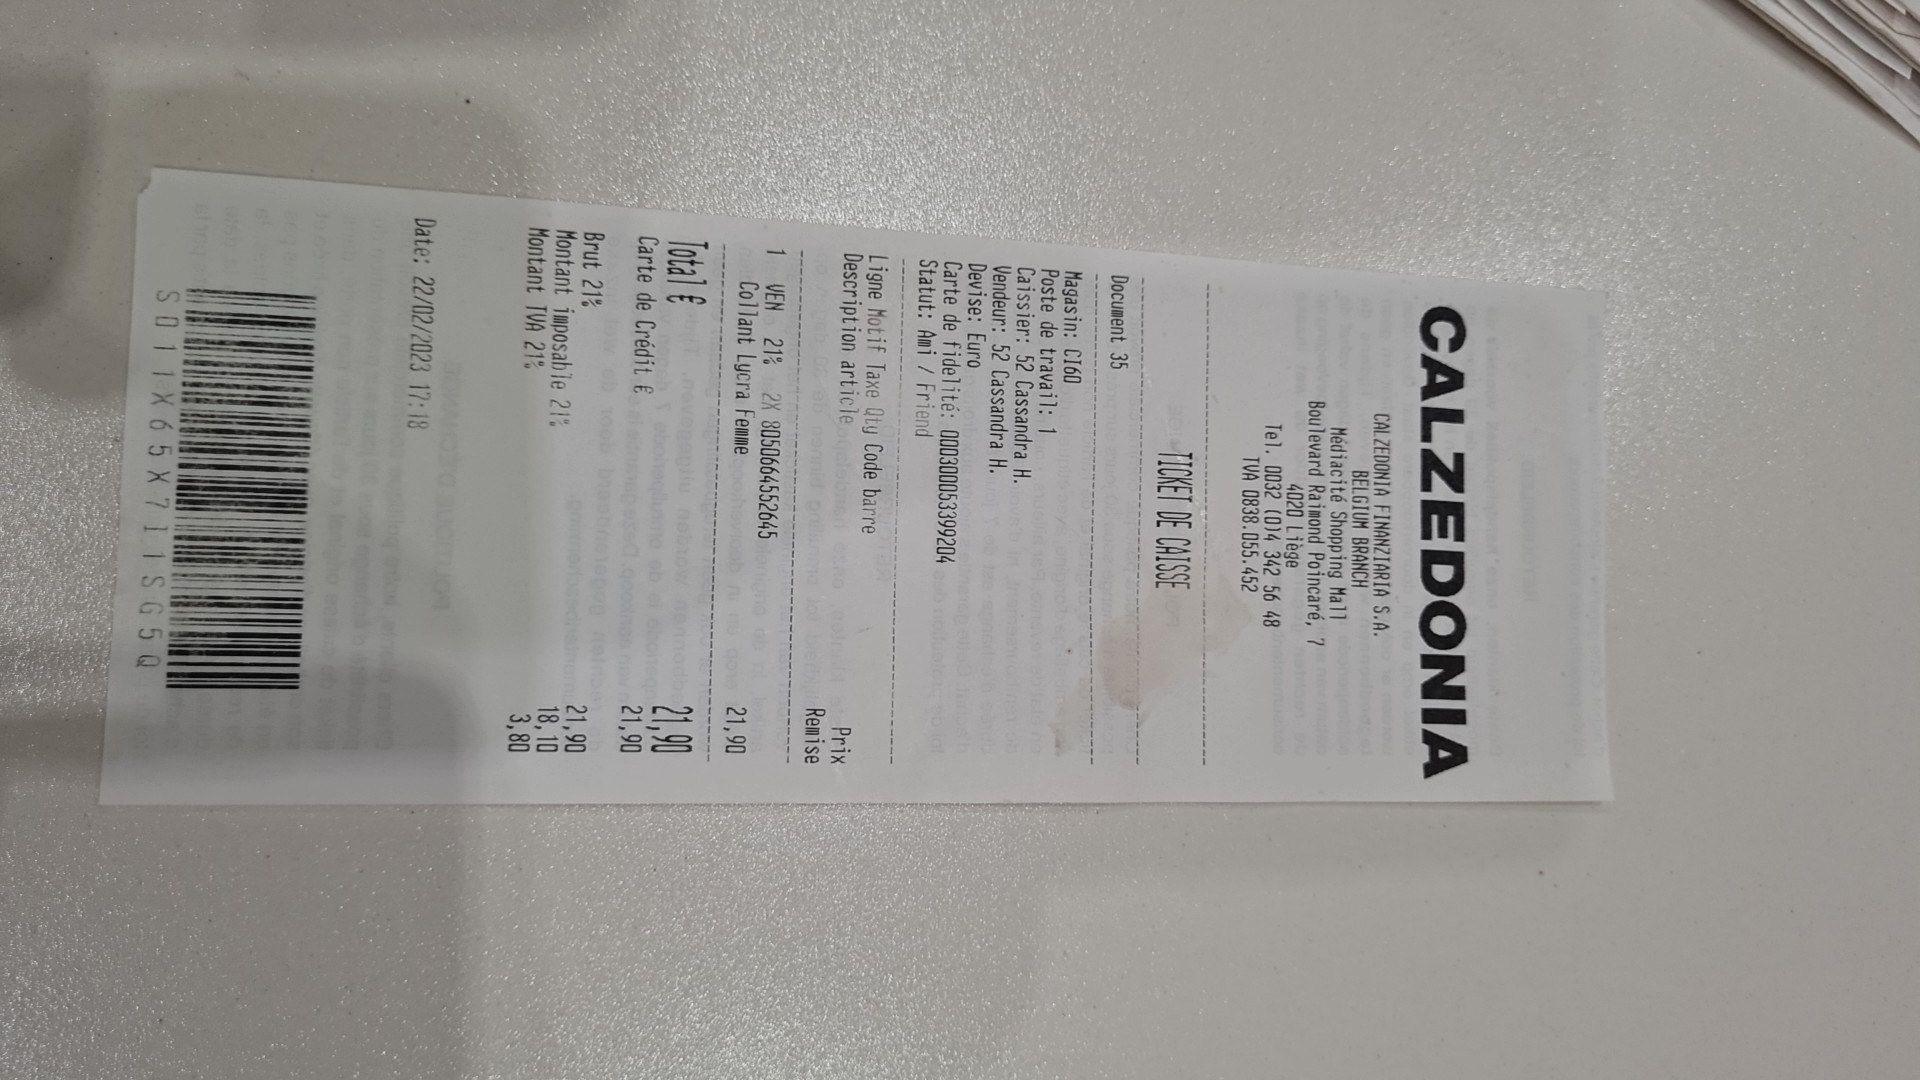 CALZEDONIA
CALZEDONIA FINANZIARIA S.A.
BELGIUM BRANCH
Médiacité Shopping Mall
Boulevard Raimond Poincaré, 7
4020 Liège
Tel. 0032 (0)4 342 56 48
TVA 0838.055.452
TICKET DE CAISSE
Document 35
Magasin: CI60
Poste de travail: 1
Caissier: 52 Cassandra H.
Vendeur: 52 Cassandra H.
Devise: Euro
Carte de fidelité: 000300053399204
Statut: Ami / Friend
Ligne Motif Taxe Qty Code barre Prix
Description article Remise
1 VEN 21% 2X 8050664552645
Collant Lycra Femme 21,90
Total € 21,90
Carte de Crédit € 21,90
Brut 21% 21,90
Montant imposable 21% 18,10
Montant TVA 21% 3,80
Date: 22/02/2023 17:18
S011X65X7IISG5Q